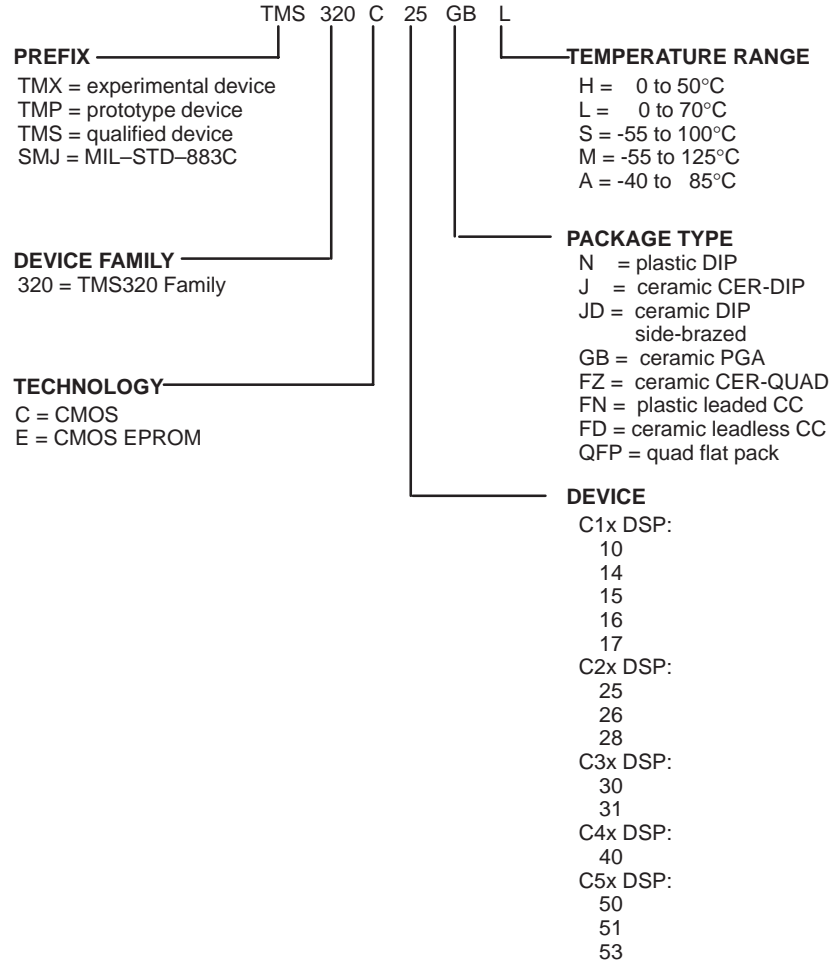 TMS 320 C 25 GB L
PREFIX
TMX = experimental device
TMP = prototype device
TMS = qualified device
SMJ = MIL–STD–883C
DEVICE FAMILY
320 = TMS320 Family
TECHNOLOGY
C = CMOS
E = CMOS EPROM
TEMPERATURE RANGE
H = 0 to 50°C
L = 0 to 70°C
S = -55 to 100°C
M = -55 to 125°C
A = -40 to 85°C
PACKAGE TYPE
N = plastic DIP
J = ceramic CER-DIP
JD = ceramic DIP
side-brazed
GB = ceramic PGA
FZ = ceramic CER-QUAD
FN = plastic leaded CC
FD = ceramic leadless CC
QFP = quad flat pack
DEVICE
C1x DSP:
10
14
15
16
17
C2x DSP:
25
26
28
C3x DSP:
30
31
C4x DSP:
40
C5x DSP:
50
51
53